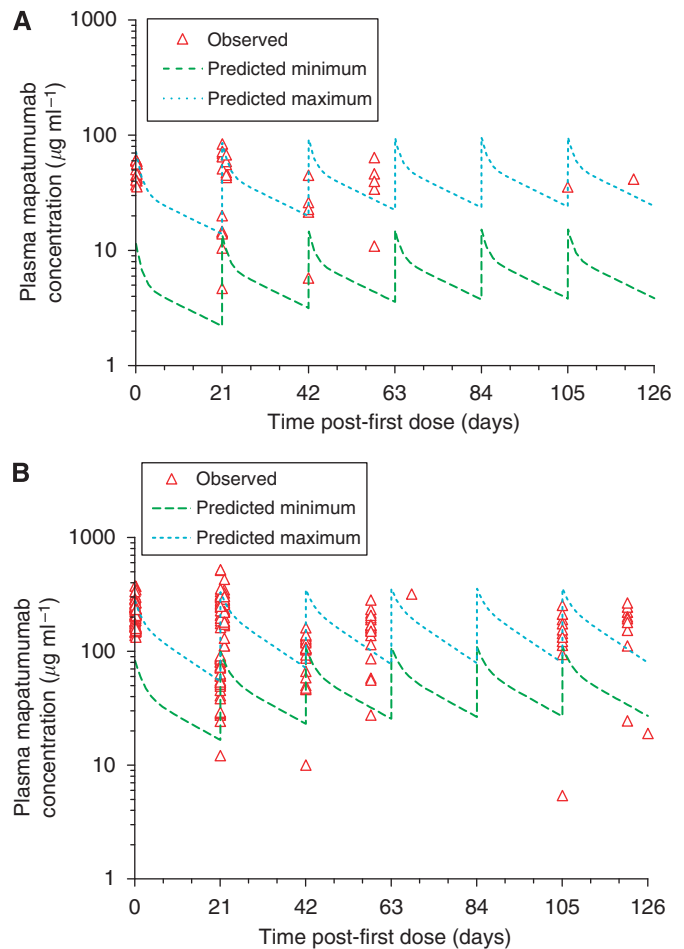 A
1000
100
10
1
Plasma mapatumumab
concentration (μg ml⁻¹)
Observed
Predicted minimum
Predicted maximum
0 21 42 63 84 105 126
Time post-first dose (days)
B
Observed
Predicted minimum
Predicted maximum
1000
100
10
1
Plasma mapatumumab
concentration (μg ml⁻¹)
0 21 42 63 84 105 126
Time post-first dose (days)